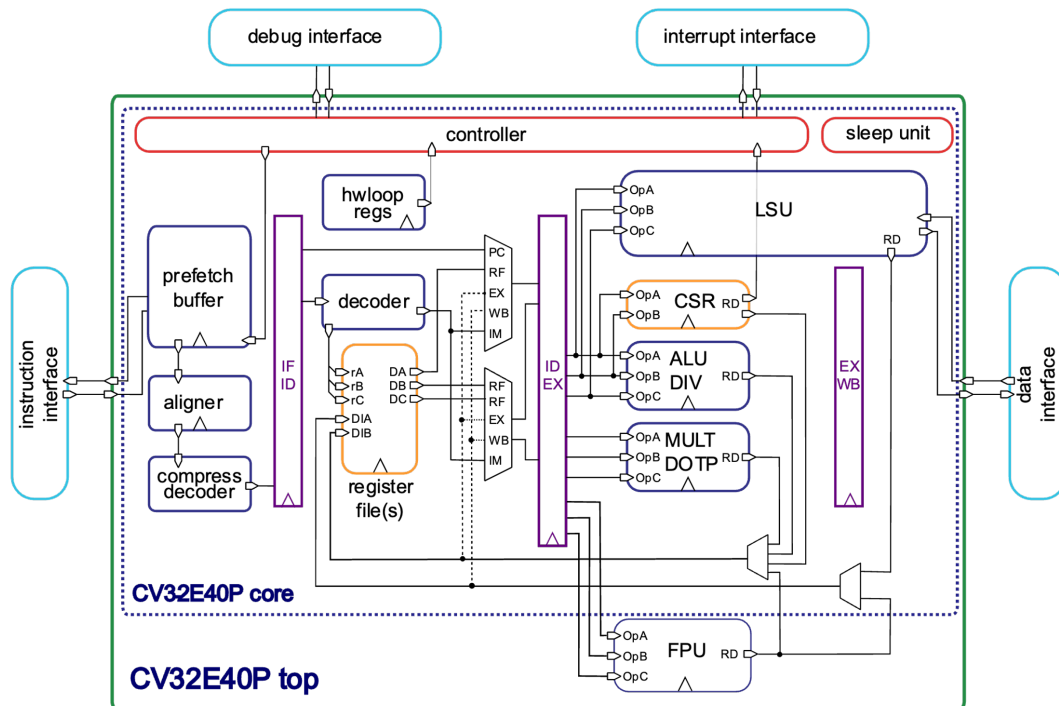 debug interface
interrupt interface
controller
sleep unit
hwloop
regs
LSU
OpA
OpB
OpC
RD
prefetch
buffer
instruction
interface
aligner
compress
decoder
IF
ID
decoder
rA
rB
rC
DIA
DIB
DA
DB
DC
register
file(s)
PC
RF
EX
WB
IM
RF
RF
EX
WB
IM
ID
EX
OpA
OpB
CSR
RD
OpA
OpB
OpC
ALU
DIV
RD
OpA
OpB
OpC
MULT
DOTP
RD
EX
WB
data
interface
OpA
OpB
OpC
FPU
RD
CV32E40P core
CV32E40P top